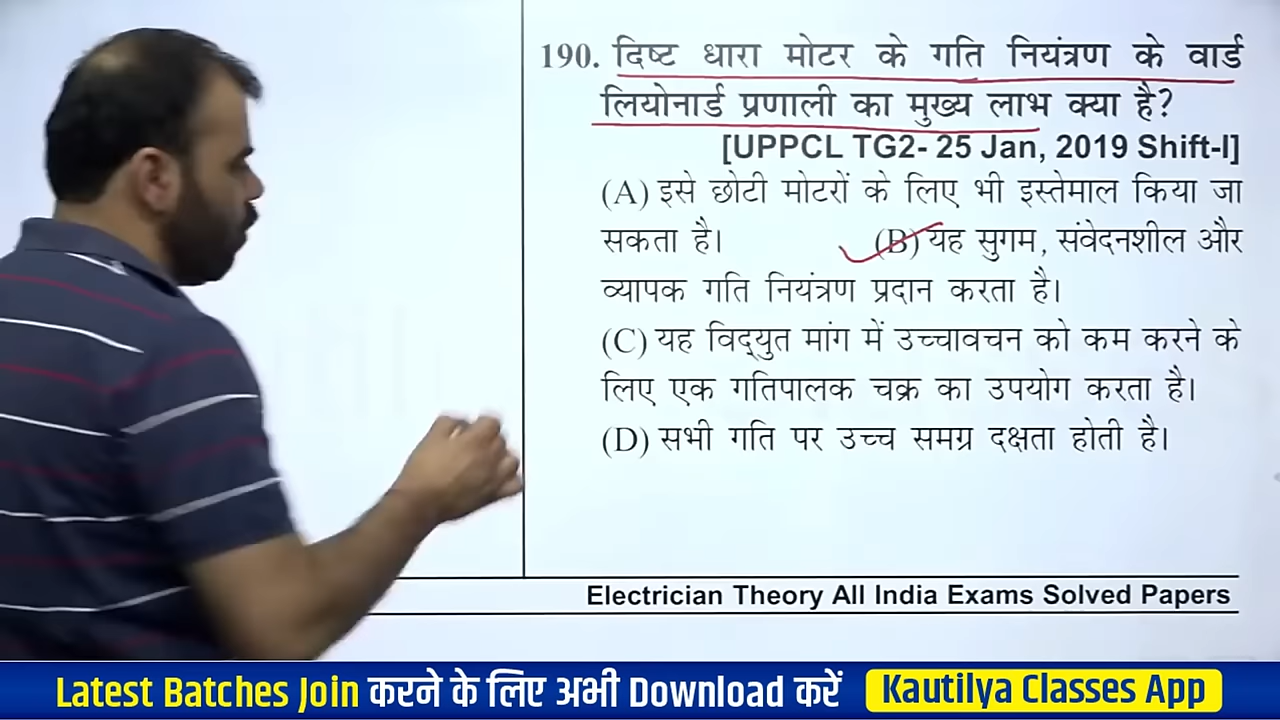 190. दिष्ट धारा मोटर के गति नियंत्रण के वार्ड
लियोनार्ड प्रणाली का मुख्य लाभ क्या है?
[UPPCL TG2- 25 Jan, 2019 Shift-I]
(A) इसे छोटी मोटरों के लिए भी इस्तेमाल किया जा
सकता है। (B) यह सुगम, संवेदनशील और
व्यापक गति नियंत्रण प्रदान करता है।
(C) यह विद्युत मांग में उच्चावचन को कम करने के
लिए एक गतिपालक चक्र का उपयोग करता है।
(D) सभी गति पर उच्च समग्र दक्षता होती है।
Electrician Theory All India Exams Solved Papers
Latest Batches Join करने के लिए अभी Download करें Kautilya Classes App